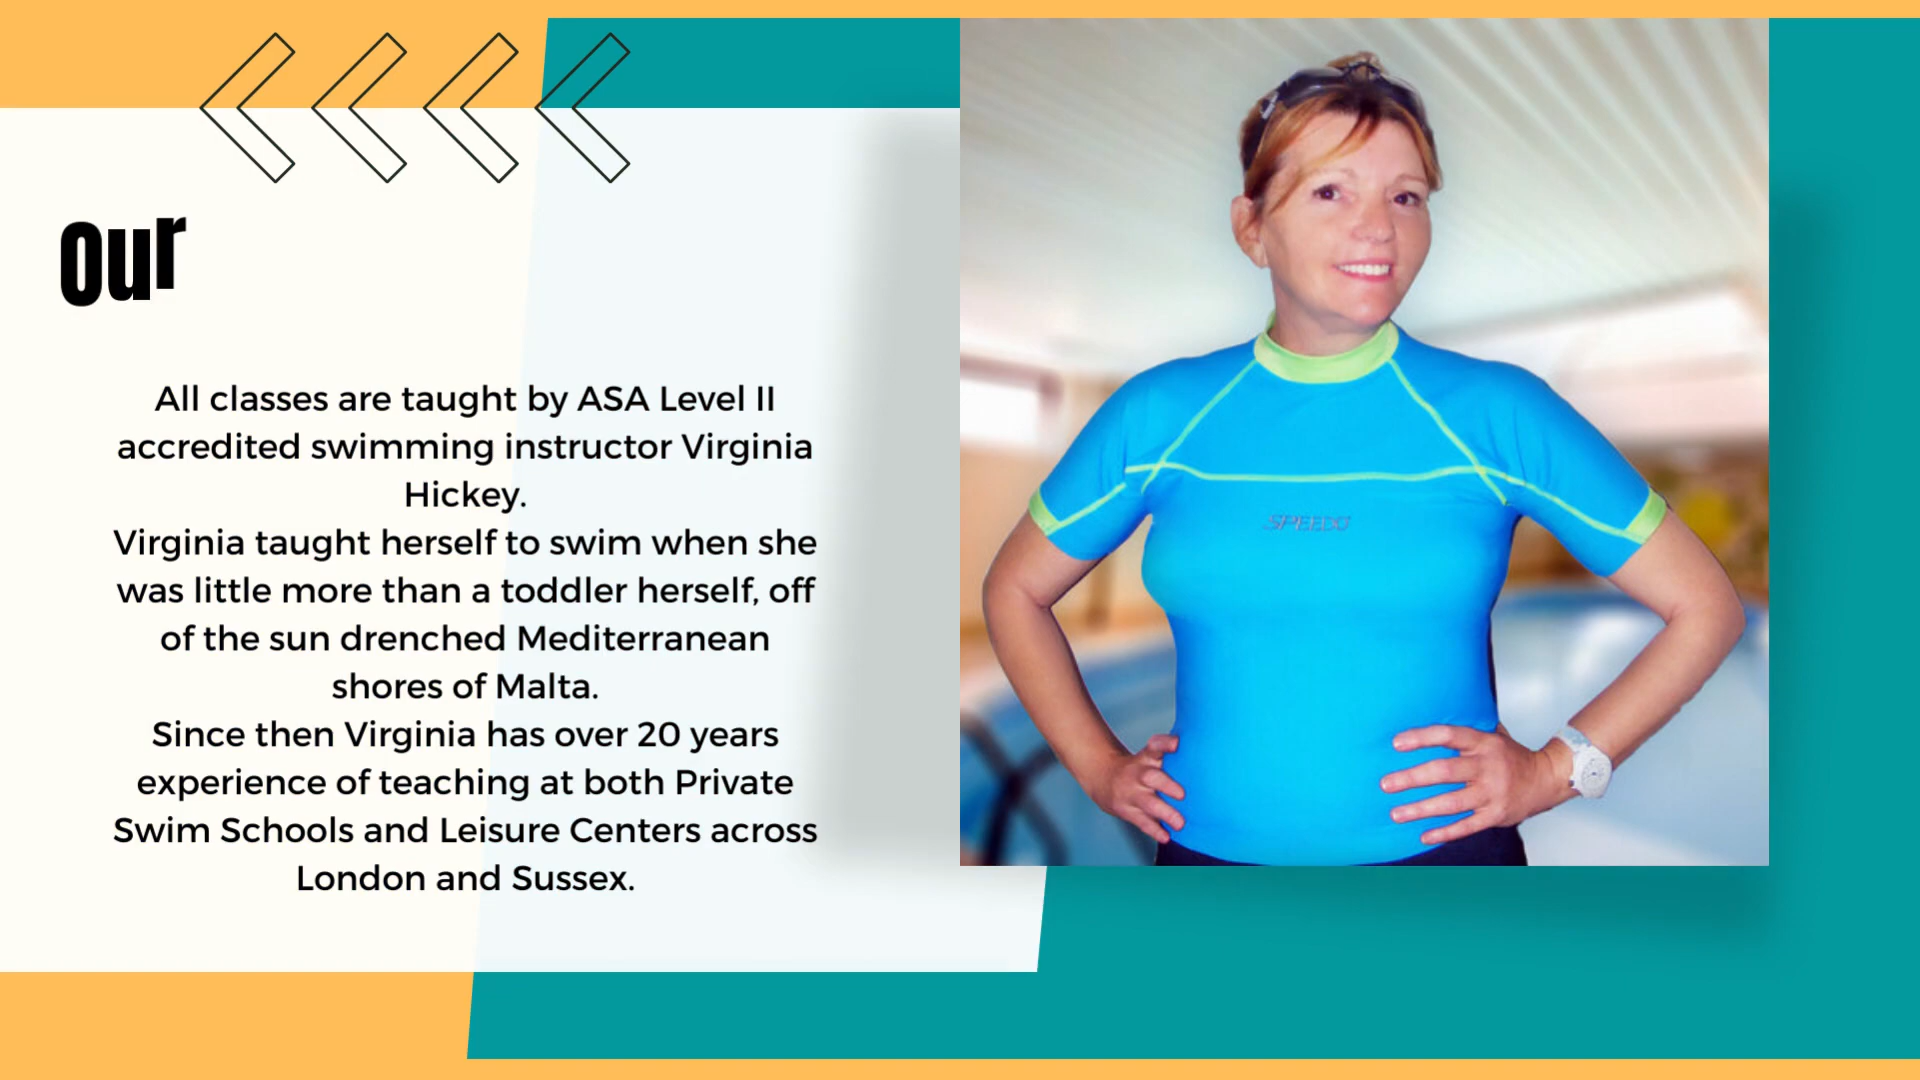 Our
All classes are taught by ASA Level II
accredited swimming instructor Virginia
Hickey.
Virginia taught herself to swim when she
was little more than a toddler herself, off
of the sun drenched Mediterranean
shores of Malta.
Since then Virginia has over 20 years
experience of teaching at both Private
Swim Schools and Leisure Centers across
London and Sussex.
SPEEDO